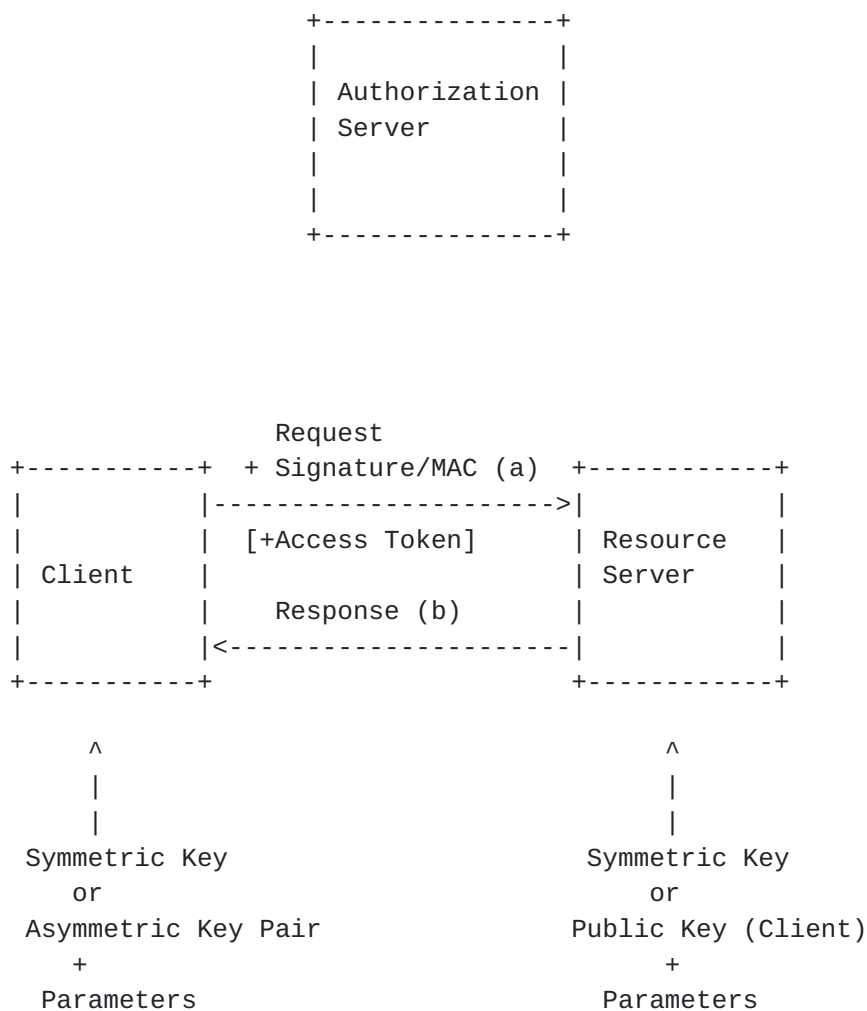 Authorization
Server
Request
+ Signature/MAC (a)
[+Access Token]
Resource
Client
Server
Response (b)
Symmetric Key
or
Asymmetric Key Pair
+
Parameters
Symmetric Key
or
Public Key (Client)
+
Parameters